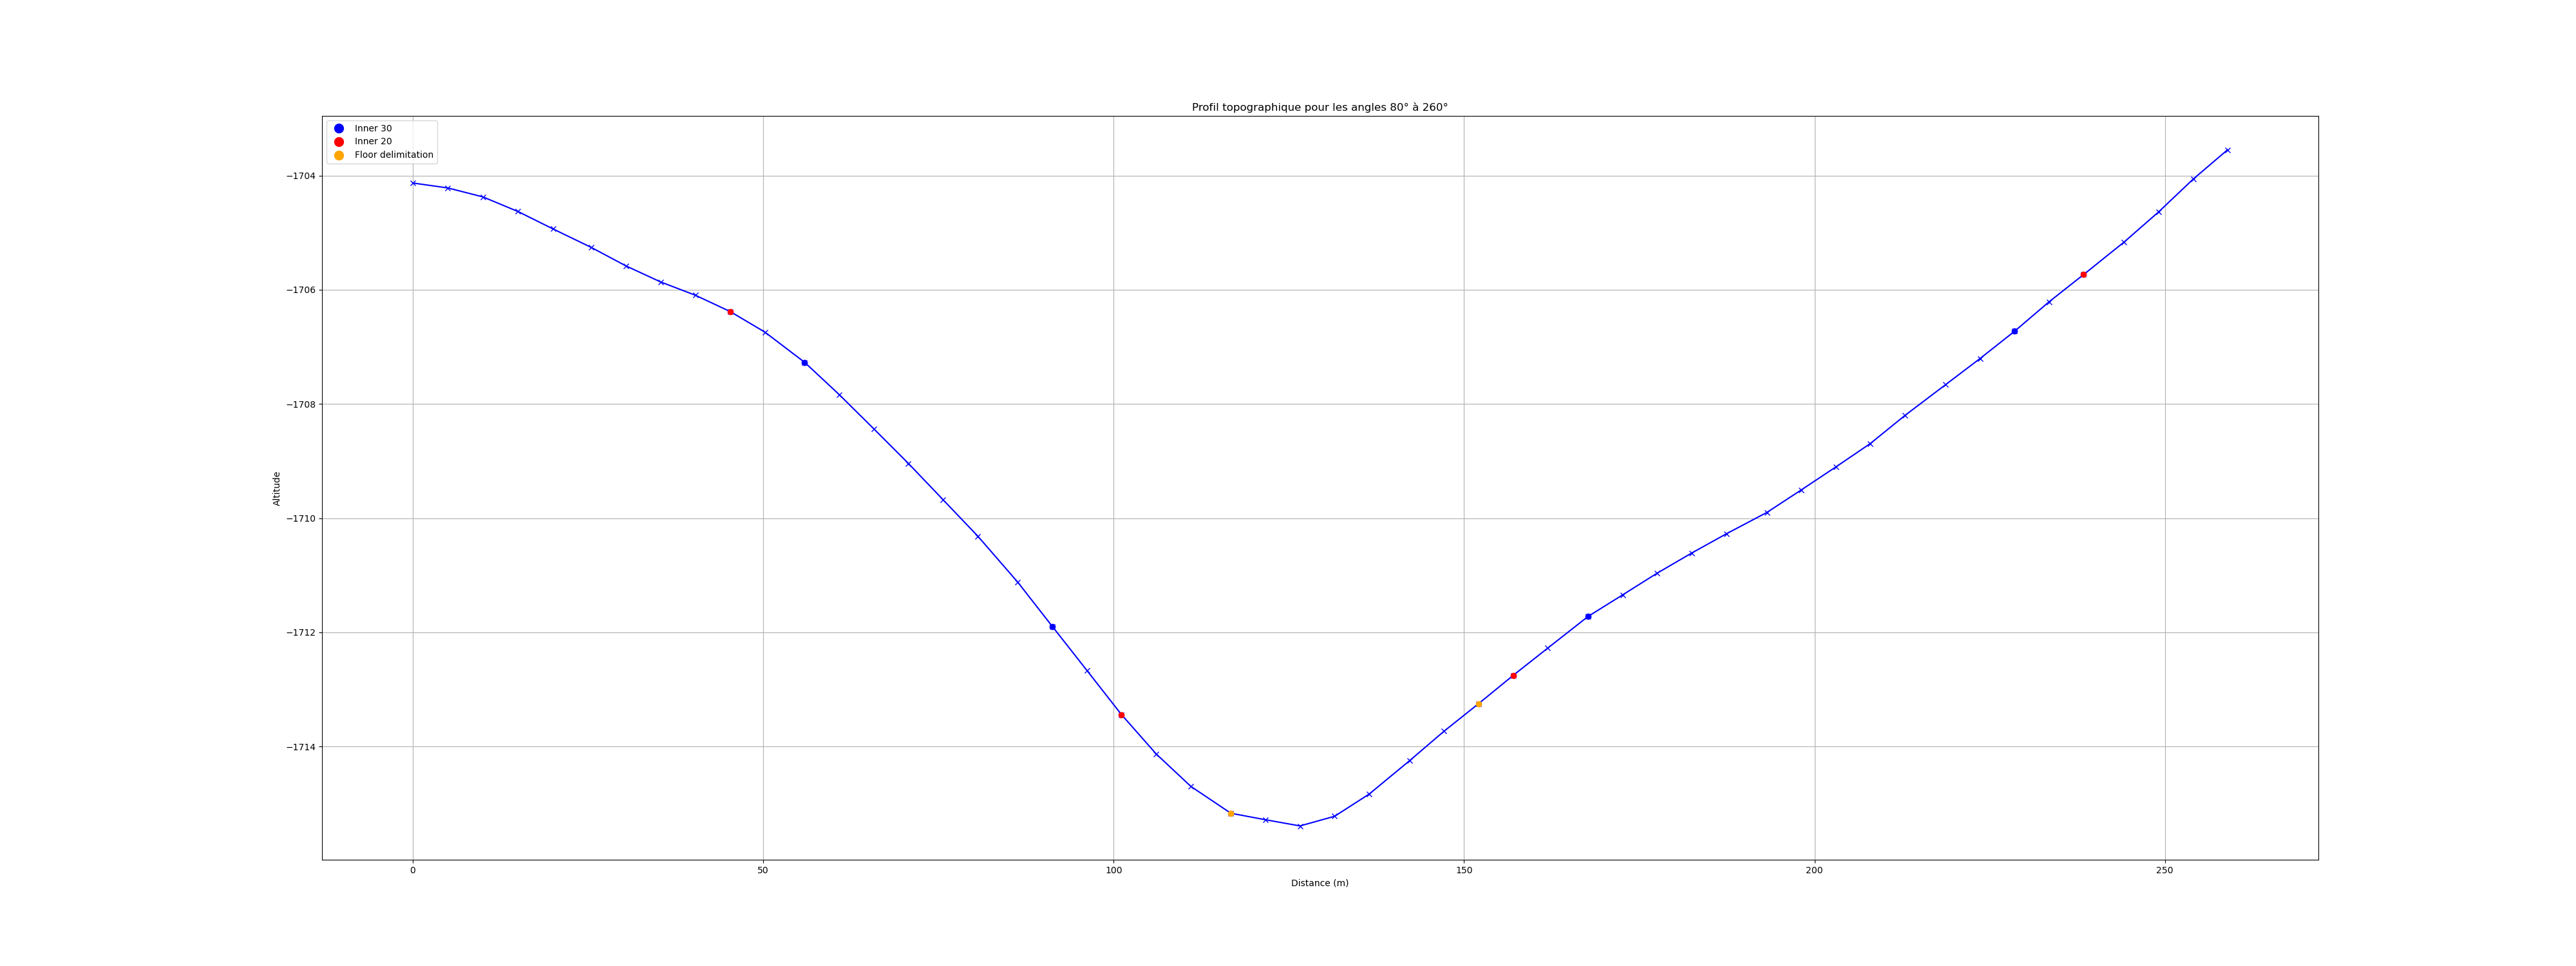 Profil topographique pour les angles 80° à 260°
Inner 30
Inner 20
Floor delimitation
−1704
−1706
−1708
−1710
−1712
−1714
Altitude
0 50 100 150 200 250
Distance (m)